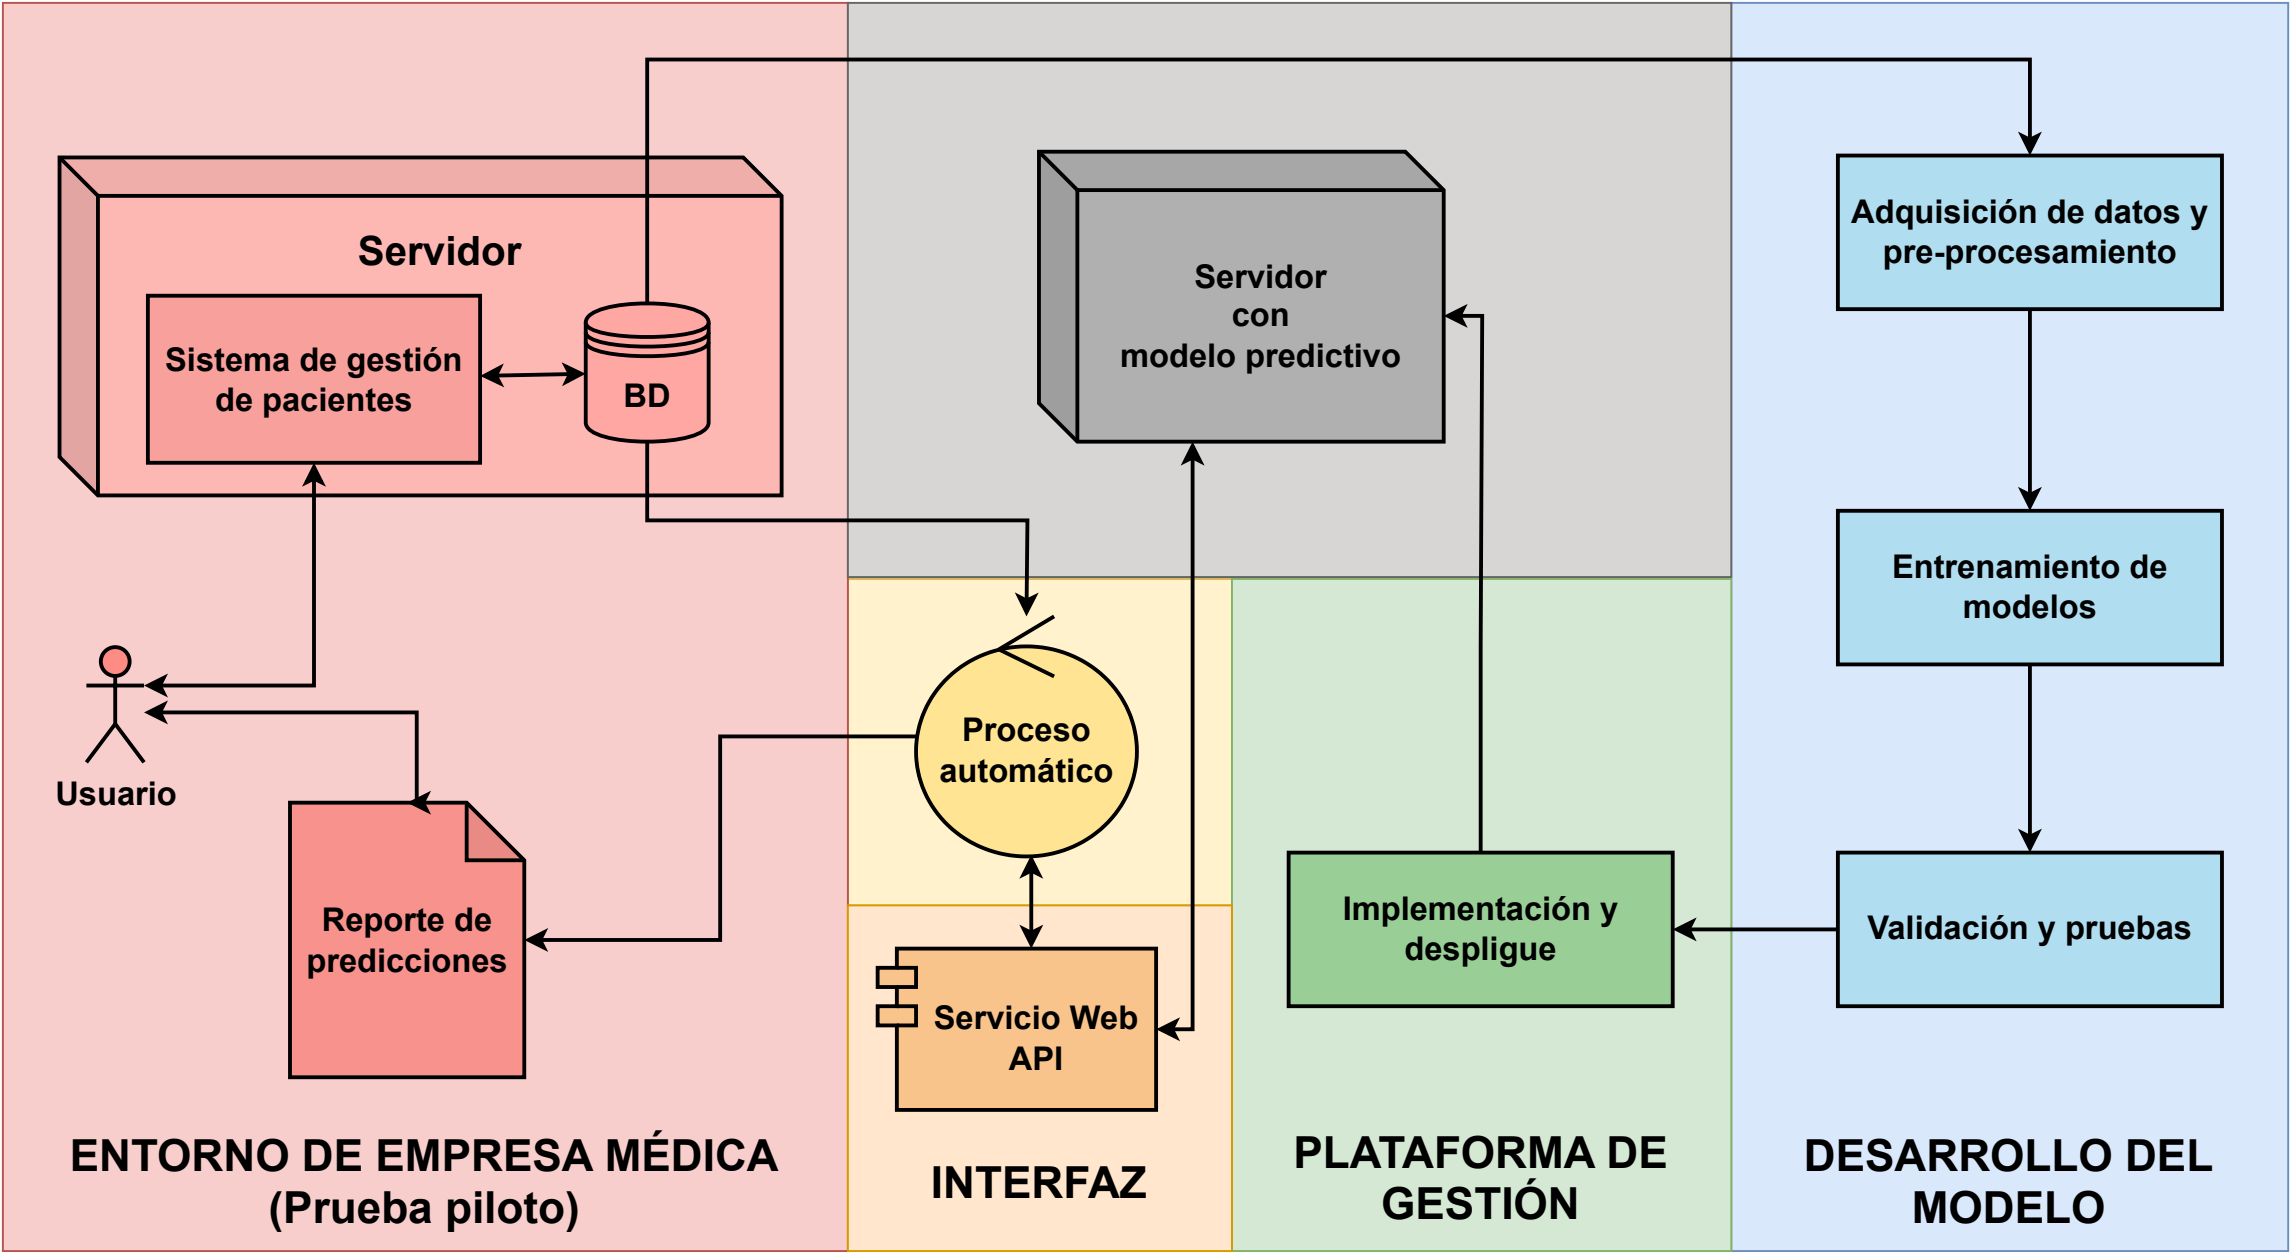 Servidor
Sistema de gestión
de pacientes
BD
Usuario
Reporte de
predicciones
ENTORNO DE EMPRESA MÉDICA
(Prueba piloto)
Servidor
con
modelo predictivo
Proceso
automático
Servicio Web
API
INTERFAZ
Implementación y
despligue
PLATAFORMA DE
GESTIÓN
Adquisición de datos y
pre-procesamiento
Entrenamiento de
modelos
Validación y pruebas
DESARROLLO DEL
MODELO